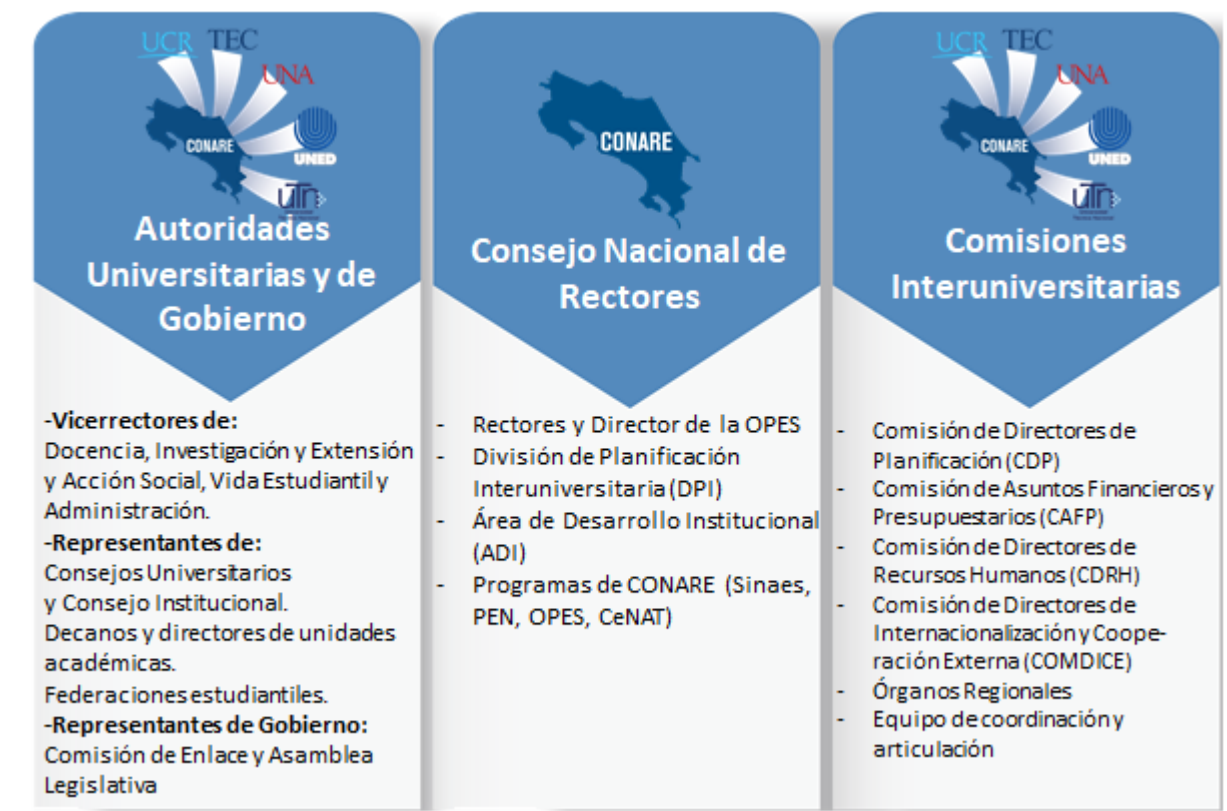 UCR TEC
UNA
CONARE
UNED
UTN
Autoridades
Universitarias y de
Gobierno
-Vicerrectores de:
Docencia, Investigación y Extensión
y Acción Social, Vida Estudiantil y
Administración.
-Representantes de:
Consejos Universitarios
y Consejo Institucional.
Decanos y directores de unidades
académicas.
Federaciones estudiantiles.
-Representantes de Gobierno:
Comisión de Enlace y Asamblea
Legislativa
CONARE
Consejo Nacional de
Rectores
- Rectores y Director de la OPES
- División de Planificación
Interuniversitaria (DPI)
- Área de Desarrollo Institucional
(ADI)
- Programas de CONARE (Sinaes,
PEN, OPES, CeNAT)
UCR TEC
UNA
CONARE
UNED
UTN
Comisiones
Interuniversitarias
- Comisión de Directores de
Planificación (CDP)
- Comisión de Asuntos Financieros y
Presupuestarios (CAFP)
- Comisión de Directores de
Recursos Humanos (CDRH)
- Comisión de Directores de
Internacionalización y Coope-
ración Externa (COMDICE)
- Órganos Regionales
- Equipo de coordinación y
articulación